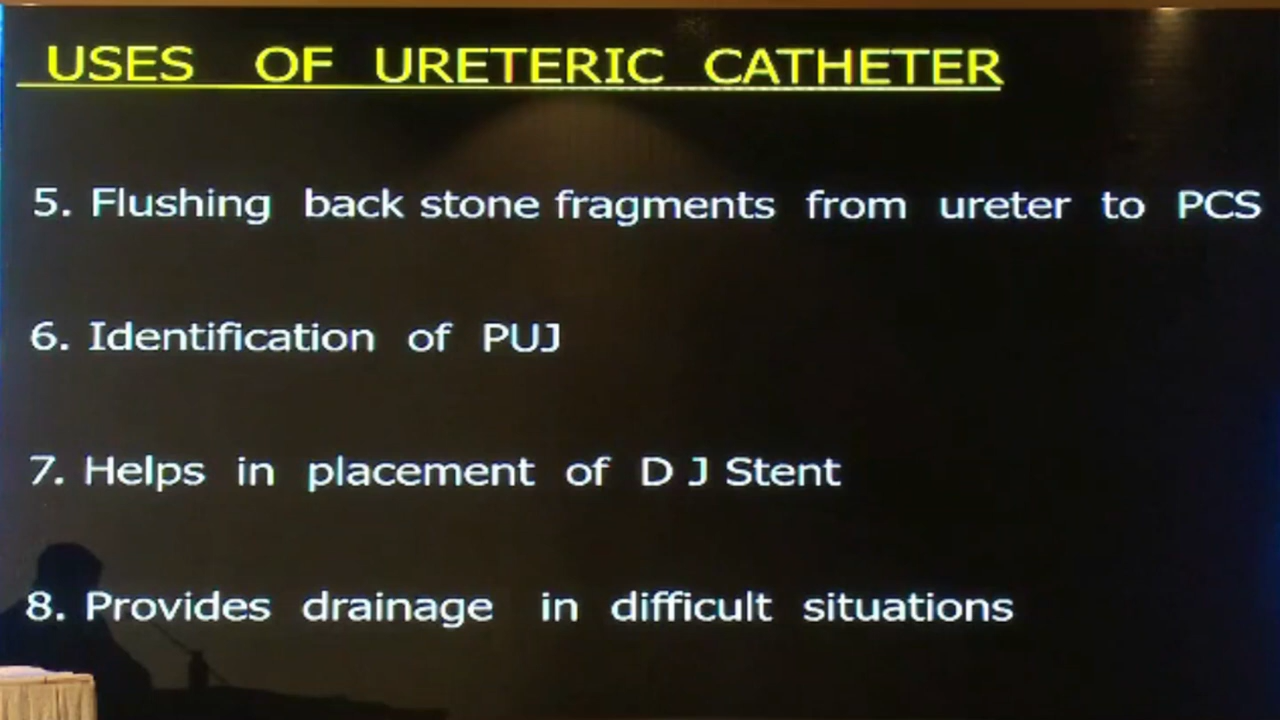 USES OF URETERIC CATHETER
5. Flushing back stone fragments from ureter to PCS
6. Identification of PUJ
7. Helps in placement of D J Stent
8. Provides drainage in difficult situations